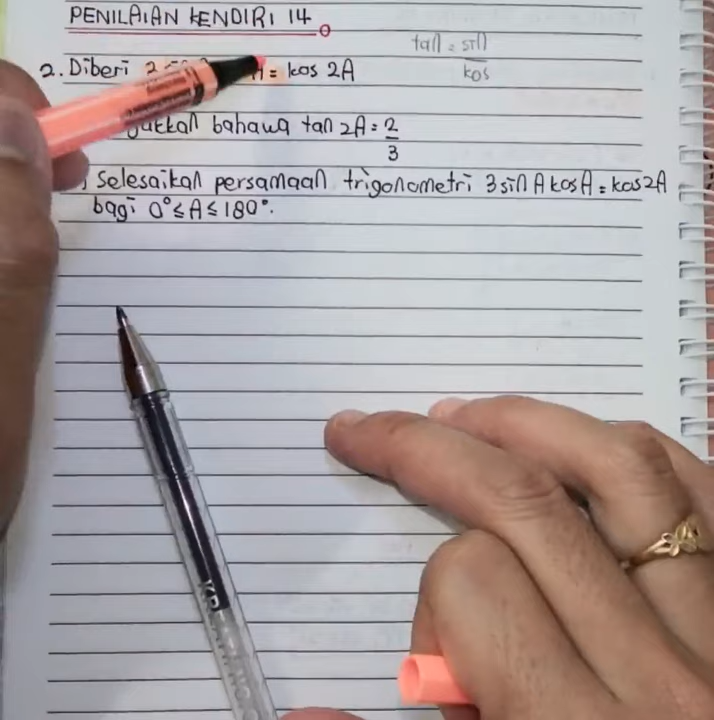 PENILAIAN KENDIRI 14
tan = sin
kos
2. Diberi = kos 2A
bahawa tan 2A = 2
3
Selesaikan persamaan trigonometri 3 sin A kos A = kos 2A
bagi 0° ≤ A ≤ 180°.